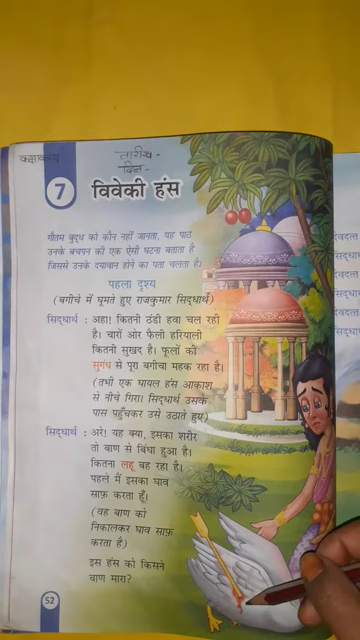 कक्षाकार्य
तारीख -
दिन -
7
विवेकी हंस
गौतम बुद्ध को कौन नहीं जानता, यह पाठ
उनके बचपन की एक ऐसी घटना बताता है
जिससे उनके दयावान होने का पता चलता है।
पहला दृश्य
(बगीचे में घूमते हुए राजकुमार सिद्धार्थ)
सिद्धार्थ : अहा! कितनी ठंडी हवा चल रही
है। चारों ओर फैली हरियाली
कितनी सुखद है। फूलों की
सुगंध से पूरा बगीचा महक रहा है।
(तभी एक घायल हंस आकाश
से नीचे गिरा। सिद्धार्थ उसके
पास पहुँचकर उसे उठाते हुए)
सिद्धार्थ : अरे! यह क्या, इसका शरीर
तो बाण से बिंधा हुआ है।
कितना लहू बह रहा है।
पहले मैं इसका घाव
साफ़ करता हूँ।
(वह बाण को
निकालकर घाव साफ़
करता है)
इस हंस को किसने
बाण मारा?
52